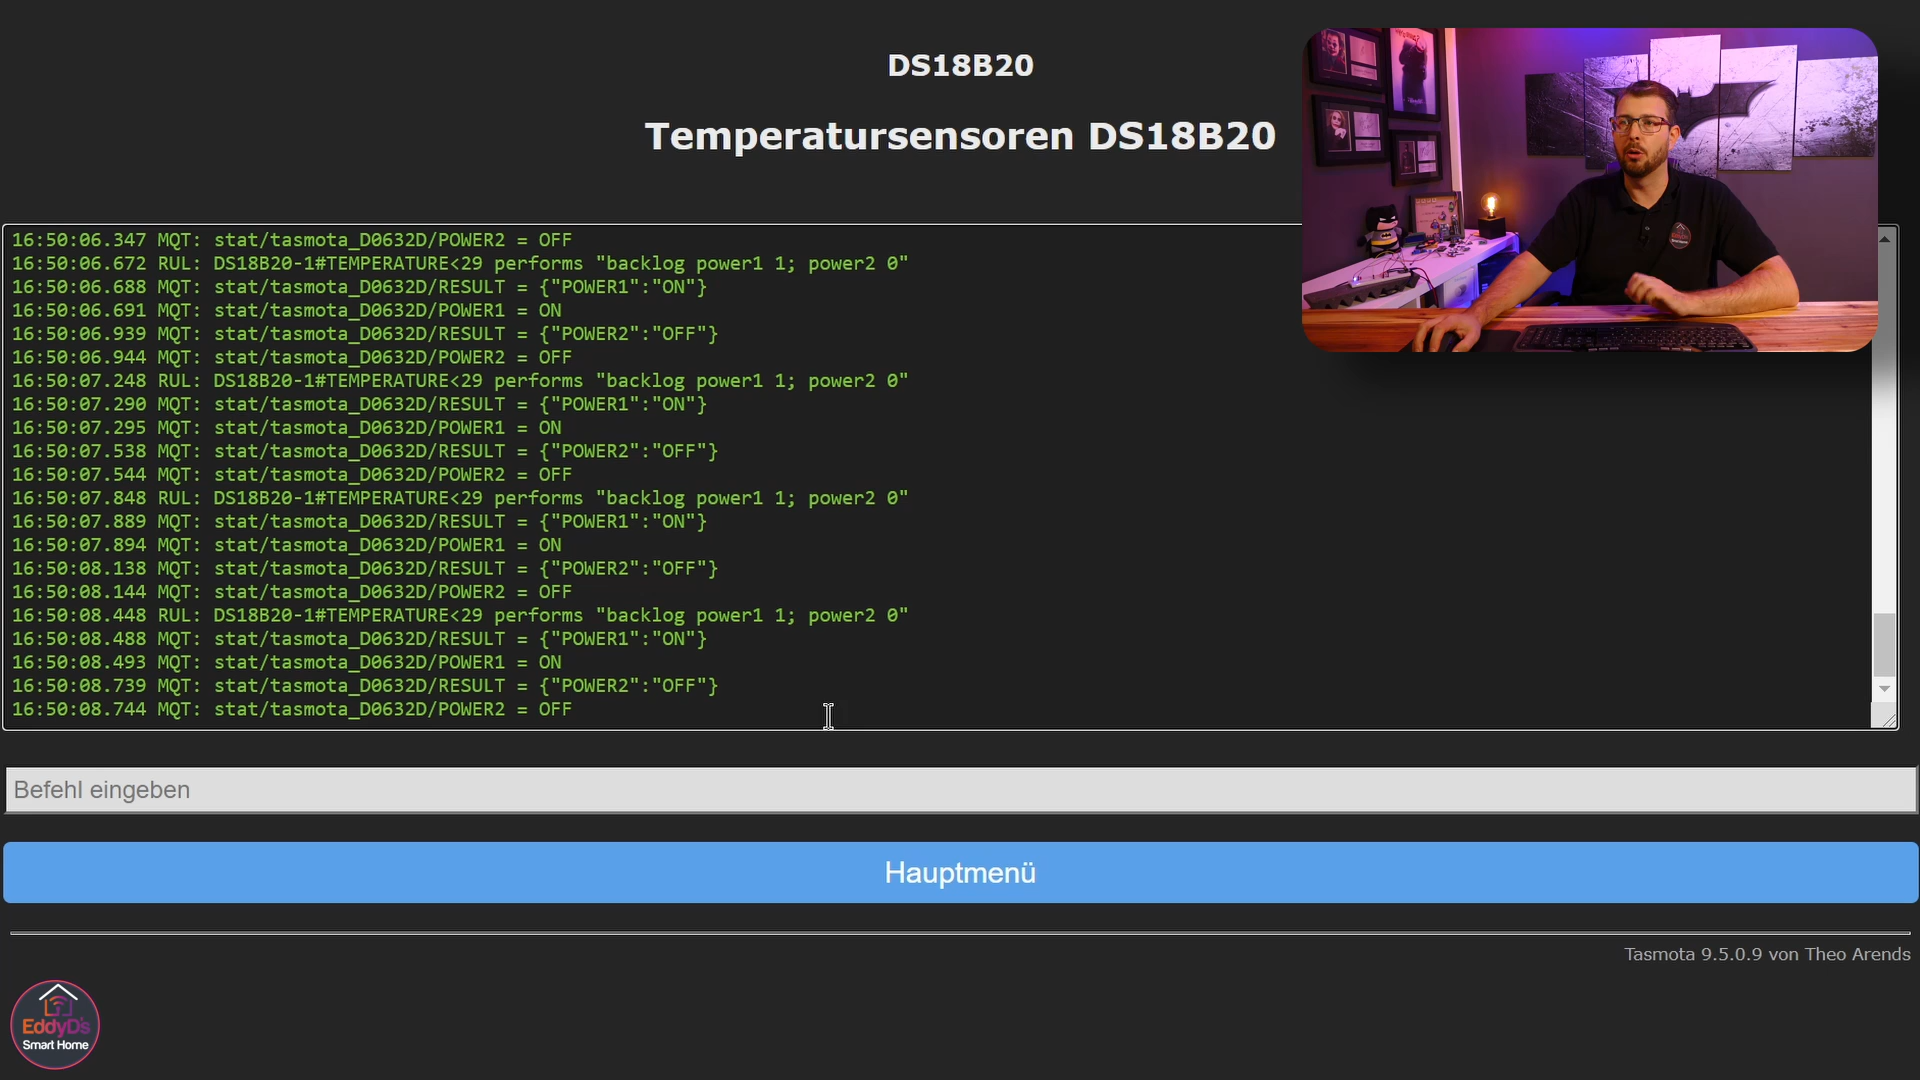 DS18B20
Temperatursensoren DS18B20
16:50:06.347 MQT: stat/tasmota_D0632D/POWER2 = OFF
16:50:06.672 RUL: DS18B20-1#TEMPERATURE<29 performs "backlog power1 1; power2 0"
16:50:06.688 MQT: stat/tasmota_D0632D/RESULT = {"POWER1":"ON"}
16:50:06.691 MQT: stat/tasmota_D0632D/POWER1 = ON
16:50:06.939 MQT: stat/tasmota_D0632D/RESULT = {"POWER2":"OFF"}
16:50:06.944 MQT: stat/tasmota_D0632D/POWER2 = OFF
16:50:07.248 RUL: DS18B20-1#TEMPERATURE<29 performs "backlog power1 1; power2 0"
16:50:07.290 MQT: stat/tasmota_D0632D/RESULT = {"POWER1":"ON"}
16:50:07.295 MQT: stat/tasmota_D0632D/POWER1 = ON
16:50:07.538 MQT: stat/tasmota_D0632D/RESULT = {"POWER2":"OFF"}
16:50:07.544 MQT: stat/tasmota_D0632D/POWER2 = OFF
16:50:07.848 RUL: DS18B20-1#TEMPERATURE<29 performs "backlog power1 1; power2 0"
16:50:07.889 MQT: stat/tasmota_D0632D/RESULT = {"POWER1":"ON"}
16:50:07.894 MQT: stat/tasmota_D0632D/POWER1 = ON
16:50:08.138 MQT: stat/tasmota_D0632D/RESULT = {"POWER2":"OFF"}
16:50:08.144 MQT: stat/tasmota_D0632D/POWER2 = OFF
16:50:08.448 RUL: DS18B20-1#TEMPERATURE<29 performs "backlog power1 1; power2 0"
16:50:08.488 MQT: stat/tasmota_D0632D/RESULT = {"POWER1":"ON"}
16:50:08.493 MQT: stat/tasmota_D0632D/POWER1 = ON
16:50:08.739 MQT: stat/tasmota_D0632D/RESULT = {"POWER2":"OFF"}
16:50:08.744 MQT: stat/tasmota_D0632D/POWER2 = OFF
Befehl eingeben
Hauptmenü
Tasmota 9.5.0.9 von Theo Arends
EddyD's
Smart Home